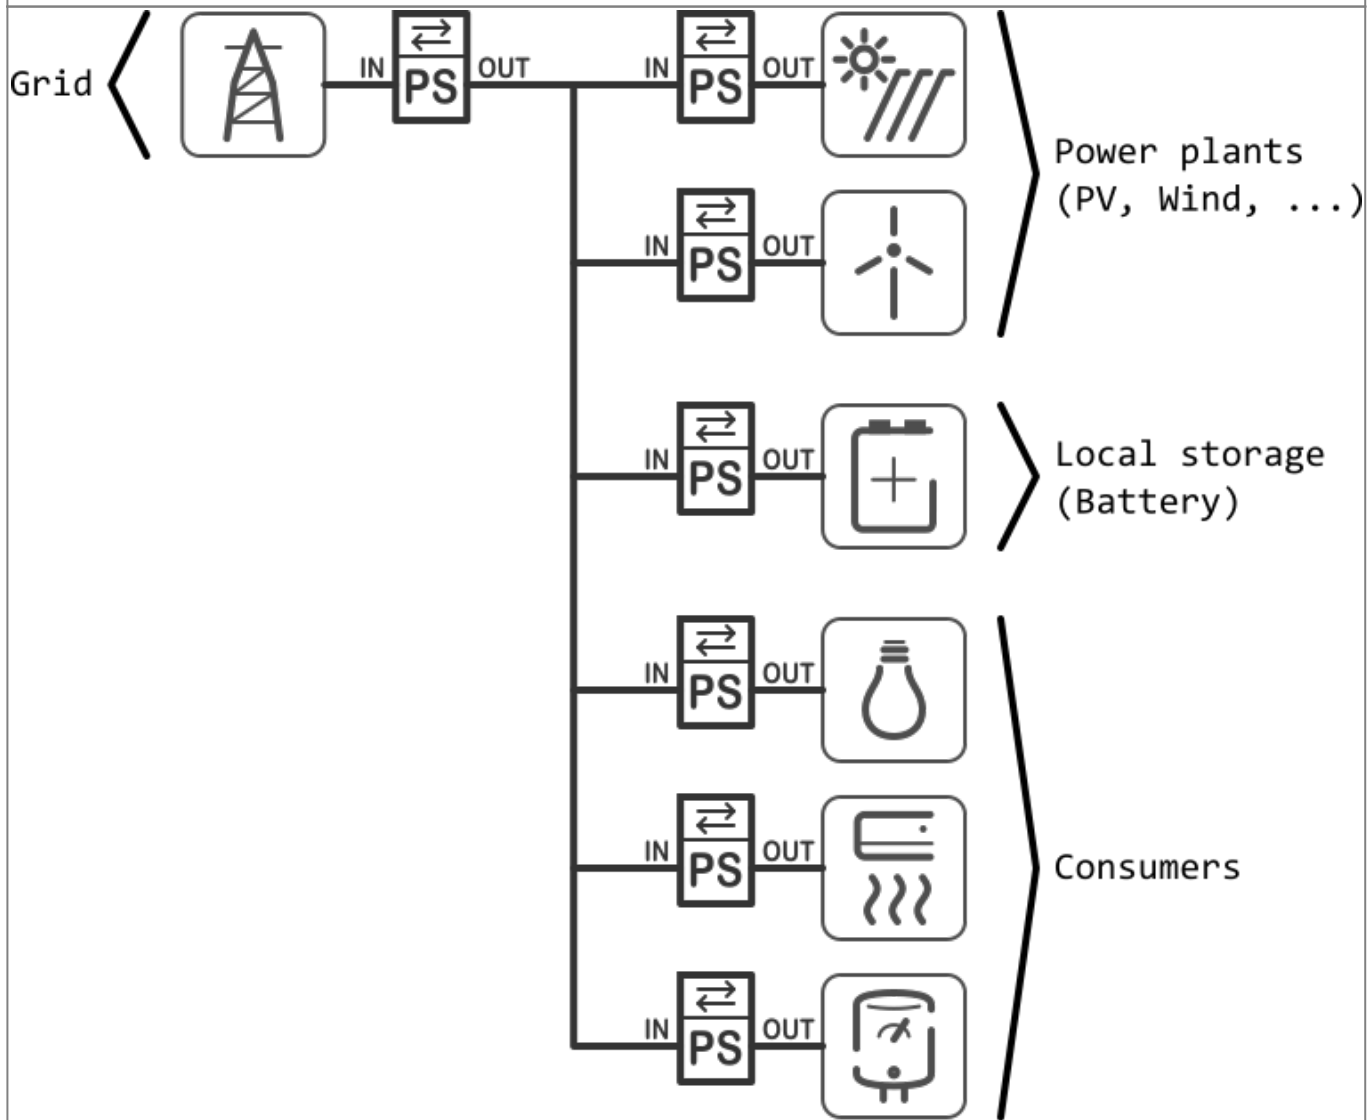 Grid
IN PS OUT
IN PS OUT
Power plants
(PV, Wind, ...)
IN PS OUT
IN PS OUT
Local storage
(Battery)
IN PS OUT
IN PS OUT
Consumers
IN PS OUT